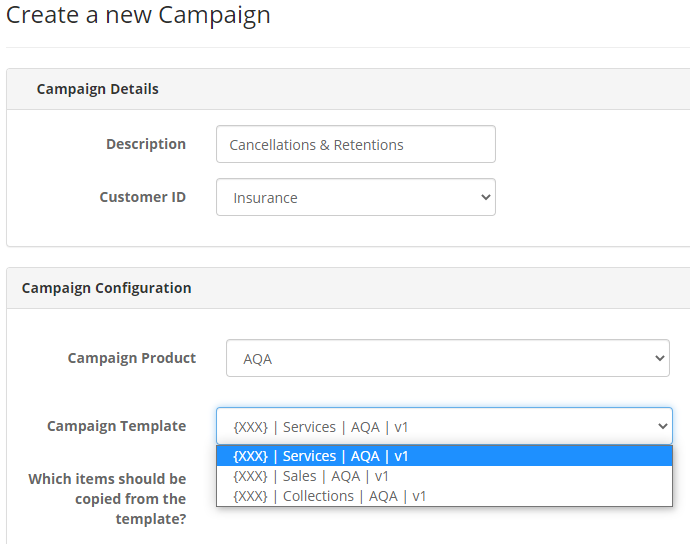 Create a new Campaign
Campaign Details
Description
Cancellations & Retentions
Customer ID
Insurance
Campaign Configuration
Campaign Product
AQA
Campaign Template
{XXX} | Services | AQA | v1
{XXX} | Services | AQA | v1
{XXX} | Sales | AQA | v1
{XXX} | Collections | AQA | v1
Which items should be
copied from the
template?